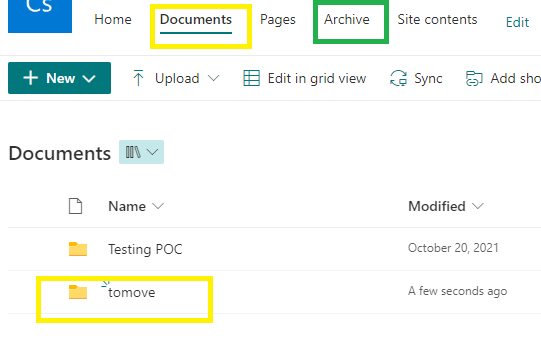 Cs
Home Documents Pages Archive Site contents Edit
+ New Upload Edit in grid view Sync Add sho
Documents
Name Modified
Testing POC October 20, 2021
tomove A few seconds ago